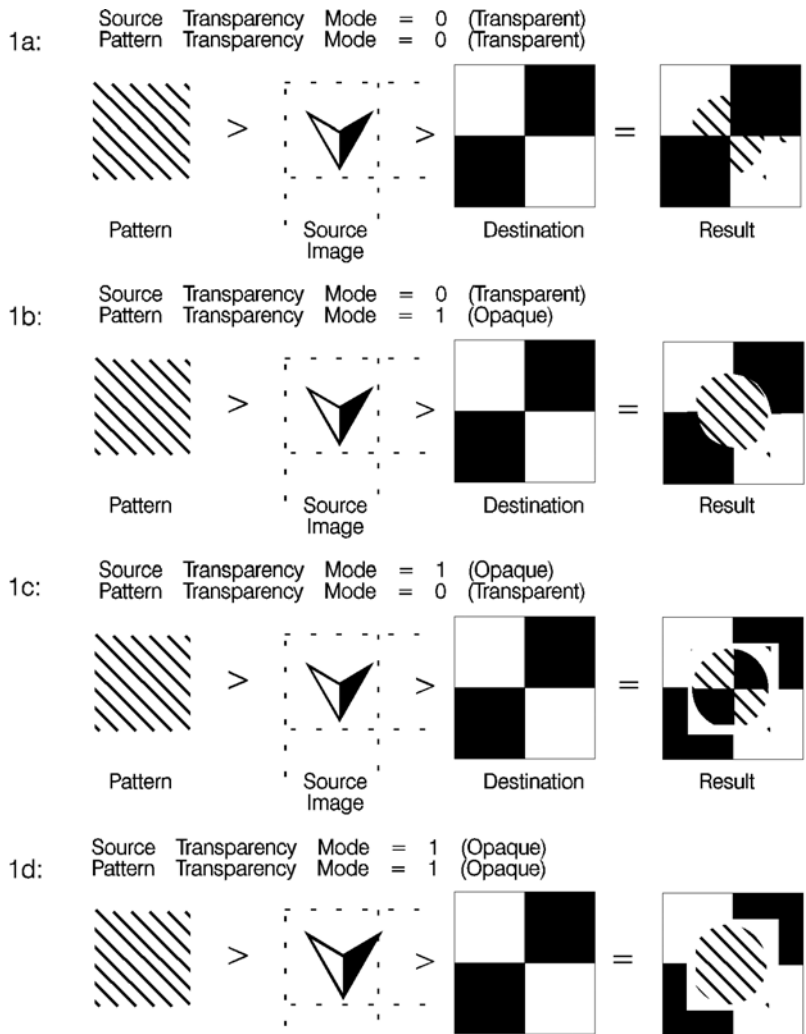 Source Transparency Mode = 0 (Transparent)
1a: Pattern Transparency Mode = 0 (Transparent)
> > =
Pattern Source Image Destination Result
Source Transparency Mode = 0 (Transparent)
1b: Pattern Transparency Mode = 1 (Opaque)
> > =
Pattern Source Image Destination Result
Source Transparency Mode = 1 (Opaque)
1c: Pattern Transparency Mode = 0 (Transparent)
> > =
Pattern Source Image Destination Result
Source Transparency Mode = 1 (Opaque)
1d: Pattern Transparency Mode = 1 (Opaque)
> > =